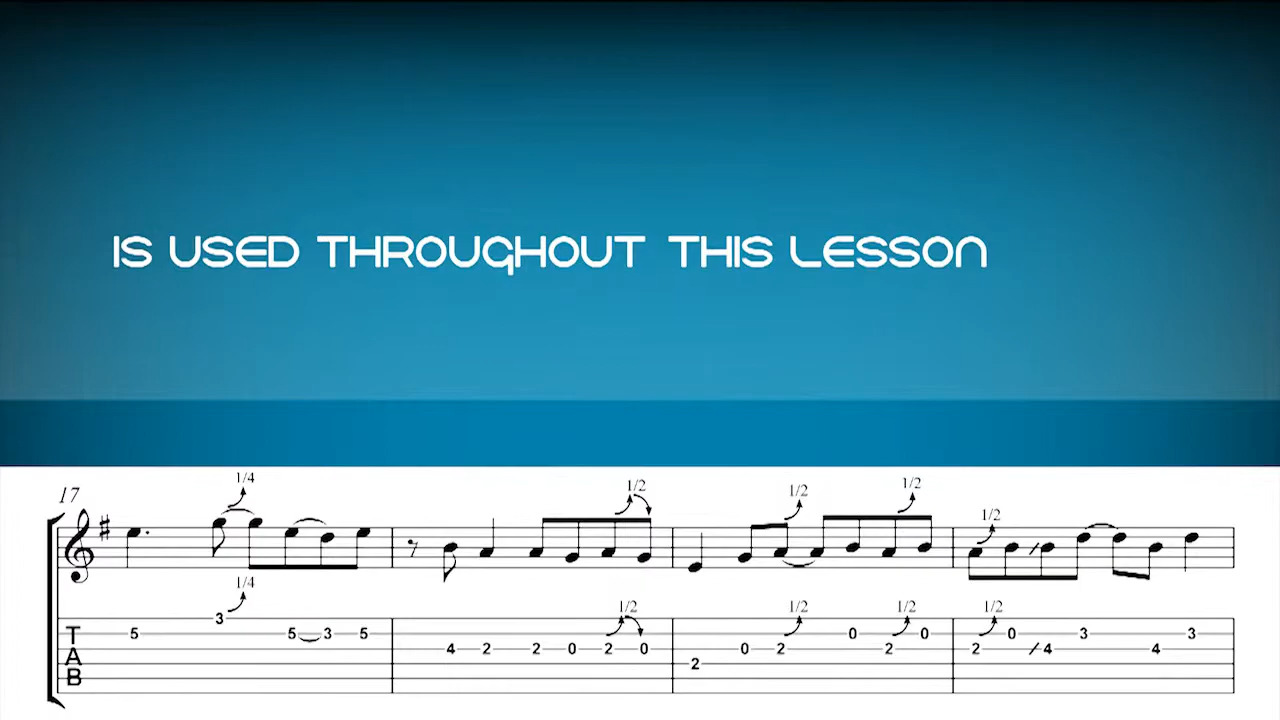 IS USED THROUGHOUT THIS LESSON
17
1/4 1/2 1/2 1/2 1/2
1/4 1/2 1/2 1/2 1/2
T
A
B
3
5 5 3 5 0 0 0 3 3
4 2 2 0 2 0 0 2 2 2 4 4
2